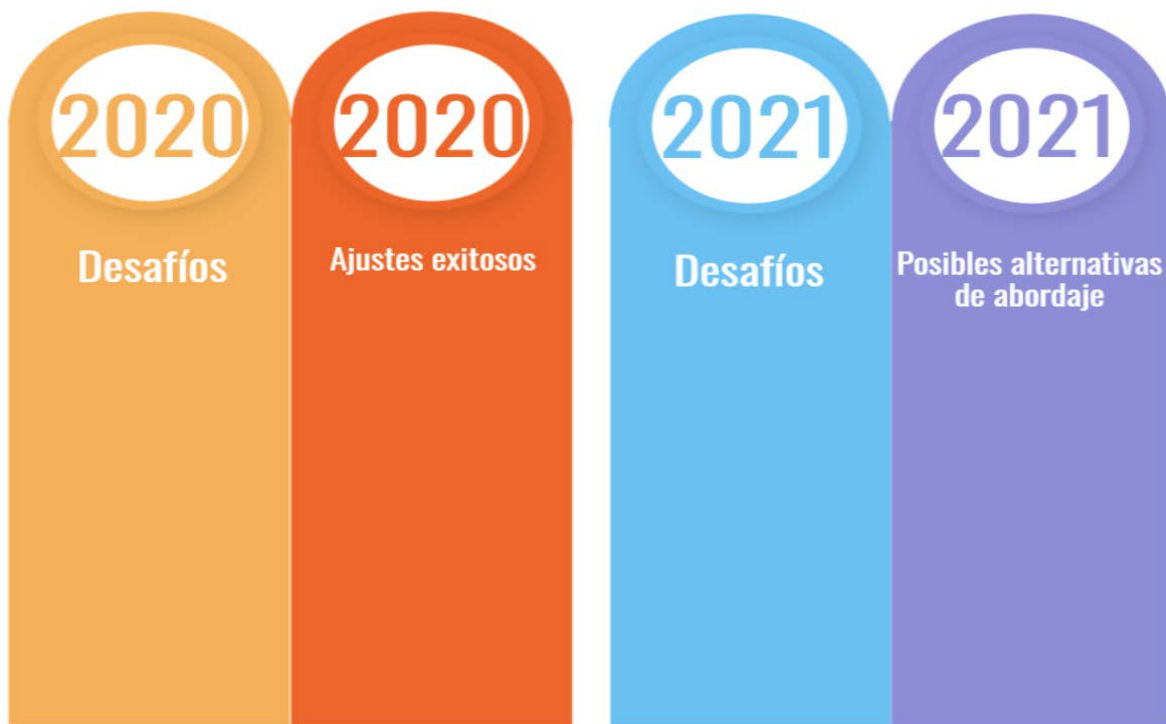 2020
Desafíos
2020
Ajustes exitosos
2021
Desafíos
2021
Posibles alternativas
de abordaje